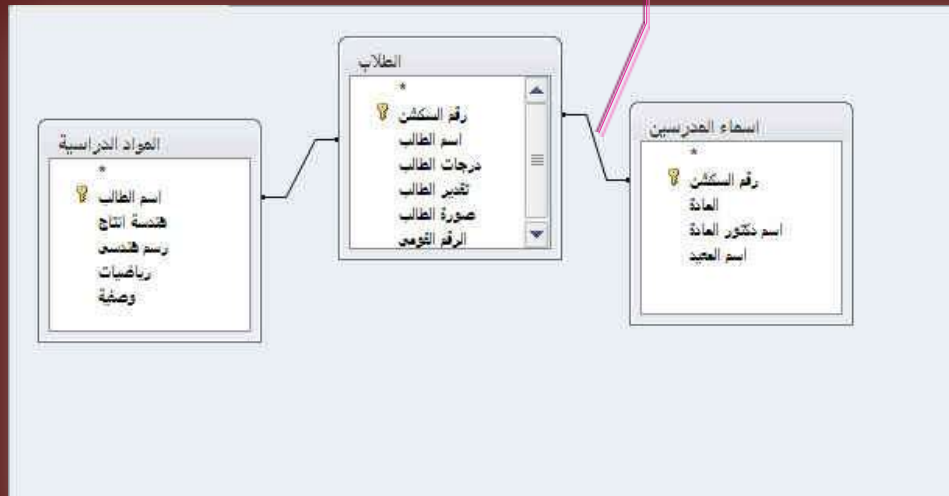 الطلاب
*
رقم السكشن
اسم الطالب
درجات الطالب
تقدير الطالب
صورة الطالب
الرقم القومى
اسماء المدرسين
*
رقم السكشن
المادة
اسم دكتور المادة
اسم المعيد
المواد الدراسية
*
اسم الطالب
هندسة انتاج
رسم هندسى
رياضيات
وصفية